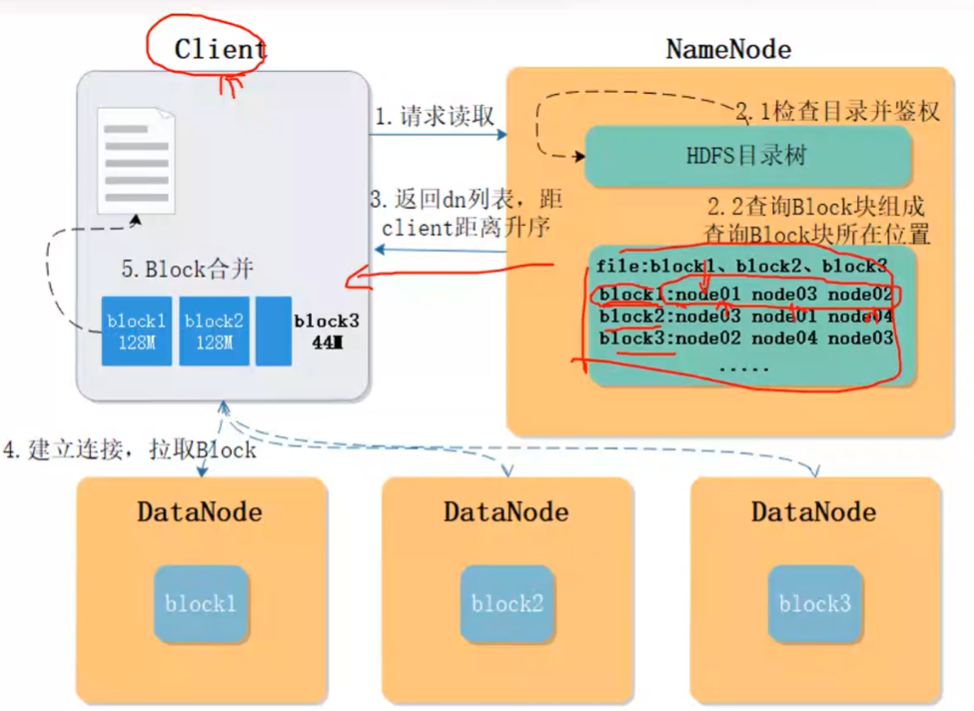 Client
NameNode
1.请求读取
2.1检查目录并鉴权
HDFS目录树
3.返回dn列表，距
client距离升序
2.2查询Block块组成
查询Block块所在位置
file:block1、block2、block3
block1:node01 node03 node02
block2:node03 node01 node04
block3:node02 node04 node03
.....
5.Block合并
block1
128M
block2
128M
block3
44M
4.建立连接，拉取Block
DataNode
block1
DataNode
block2
DataNode
block3